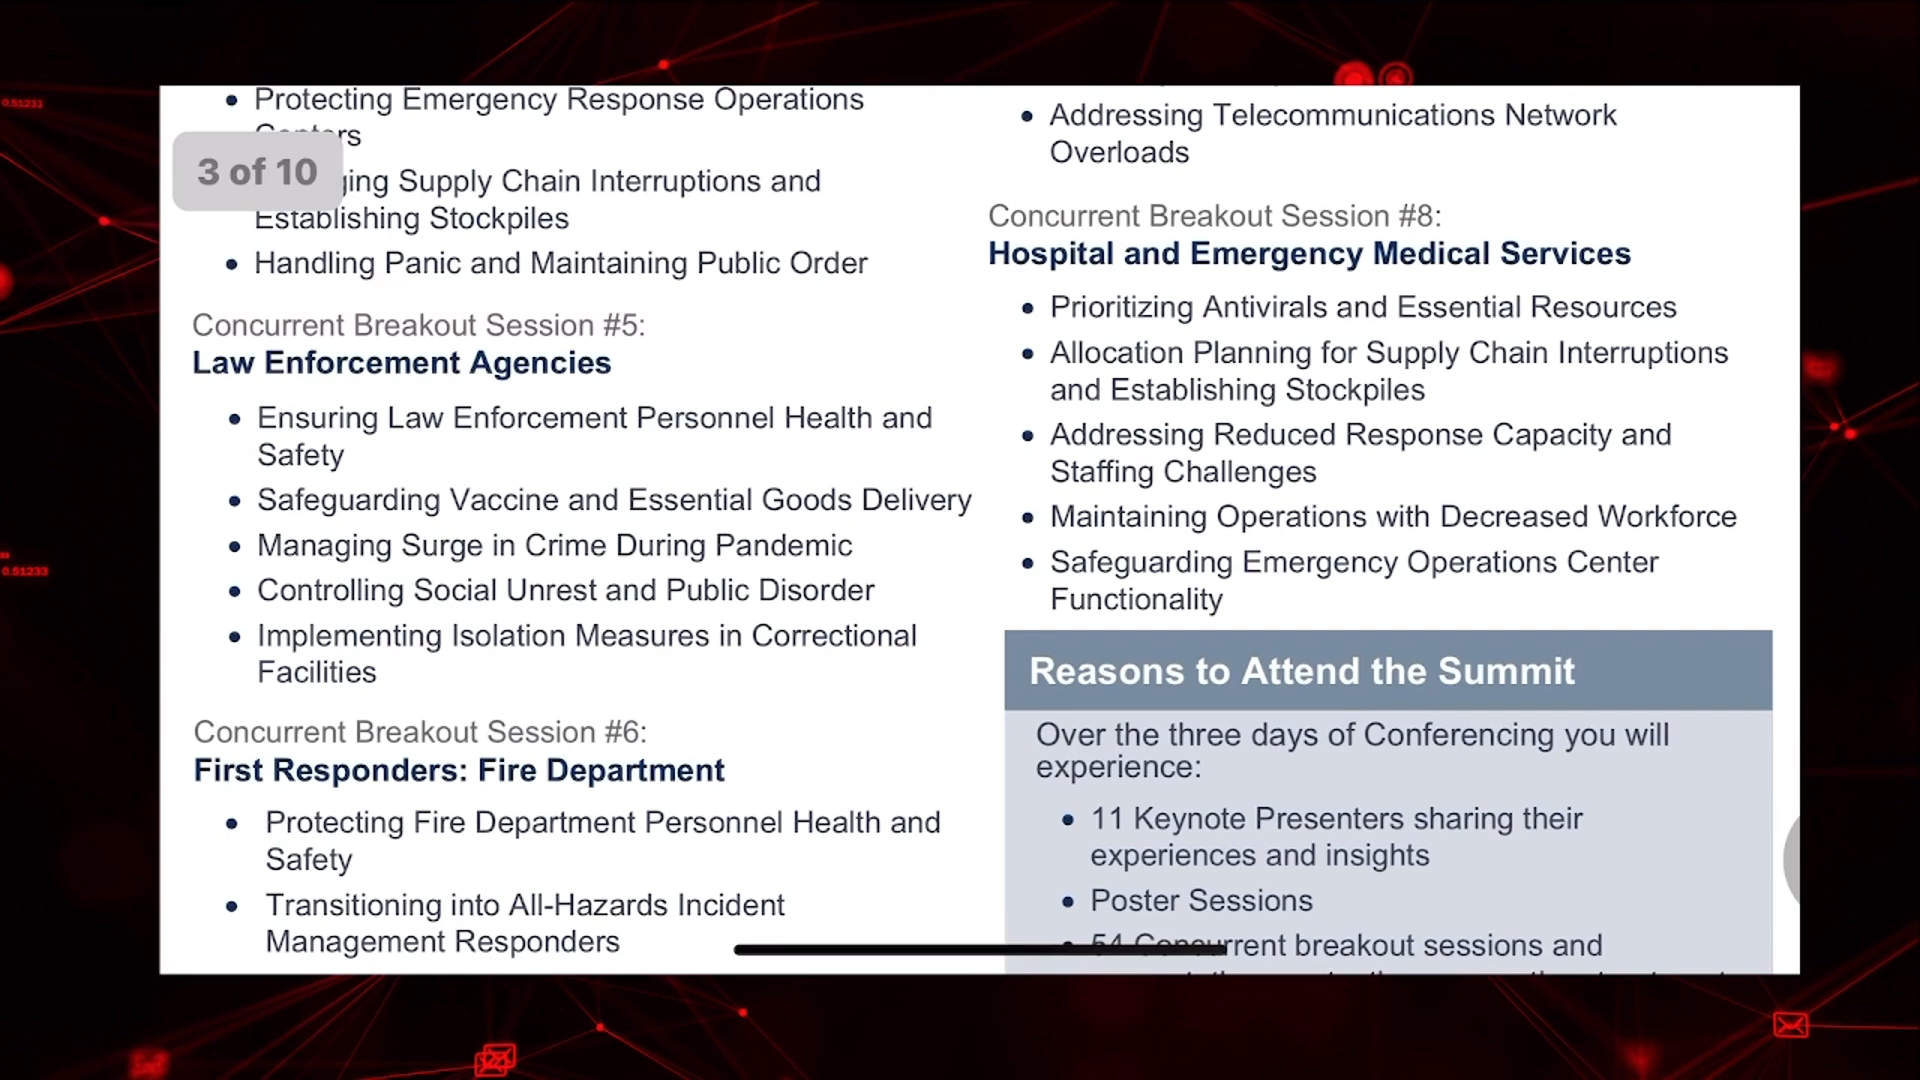 0.51211
Protecting Emergency Response Operations
3 of 10
Supply Chain Interruptions and
Establishing Stockpiles
Handling Panic and Maintaining Public Order
Concurrent Breakout Session #5:
Law Enforcement Agencies
Ensuring Law Enforcement Personnel Health and
Safety
Safeguarding Vaccine and Essential Goods Delivery
Managing Surge in Crime During Pandemic
Controlling Social Unrest and Public Disorder
Implementing Isolation Measures in Correctional
Facilities
0.51233
Concurrent Breakout Session #6:
First Responders: Fire Department
Protecting Fire Department Personnel Health and
Safety
Transitioning into All-Hazards Incident
Management Responders
Addressing Telecommunications Network
Overloads
Concurrent Breakout Session #8:
Hospital and Emergency Medical Services
Prioritizing Antivirals and Essential Resources
Allocation Planning for Supply Chain Interruptions
and Establishing Stockpiles
Addressing Reduced Response Capacity and
Staffing Challenges
Maintaining Operations with Decreased Workforce
Safeguarding Emergency Operations Center
Functionality
Reasons to Attend the Summit
Over the three days of Conferencing you will
experience:
11 Keynote Presenters sharing their
experiences and insights
Poster Sessions
54 Concurrent breakout sessions and